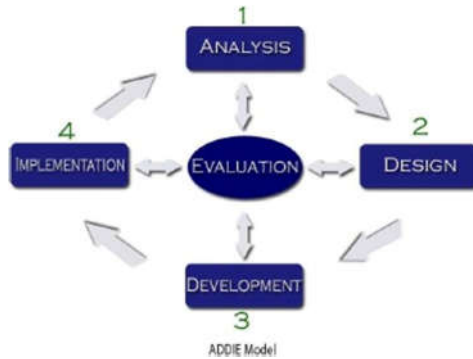 1
ANALYSIS
2
DESIGN
EVALUATION
4
IMPLEMENTATION
DEVELOPMENT
3
ADDIE Model